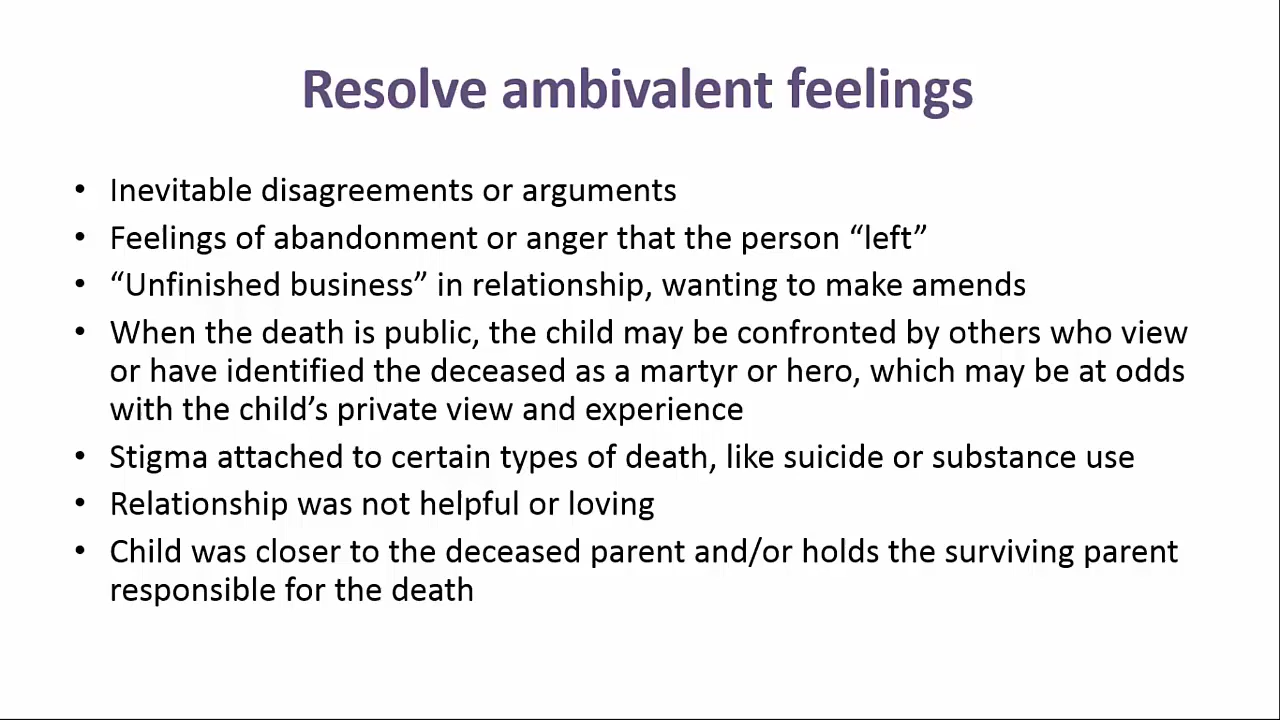 Resolve ambivalent feelings
• Inevitable disagreements or arguments
• Feelings of abandonment or anger that the person “left”
• “Unfinished business” in relationship, wanting to make amends
• When the death is public, the child may be confronted by others who view
or have identified the deceased as a martyr or hero, which may be at odds
with the child’s private view and experience
• Stigma attached to certain types of death, like suicide or substance use
• Relationship was not helpful or loving
• Child was closer to the deceased parent and/or holds the surviving parent
responsible for the death